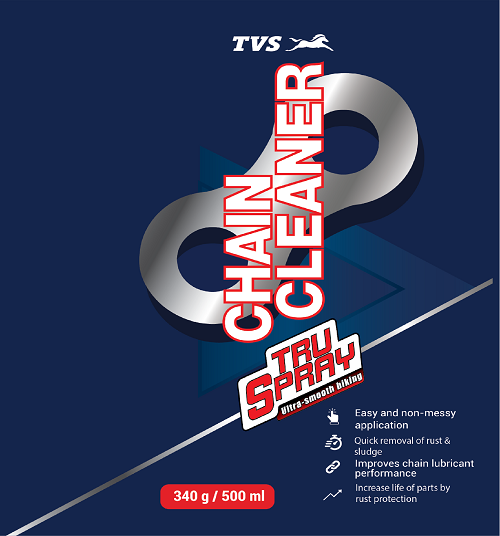 TVS
CHAIN
CLEANER
TRU
SPRAY
Ultra-smooth biking
Easy and non-messy
application
Quick removal of rust &
sludge
Improves chain lubricant
performance
Increase life of parts by
rust protection
340 g / 500 ml